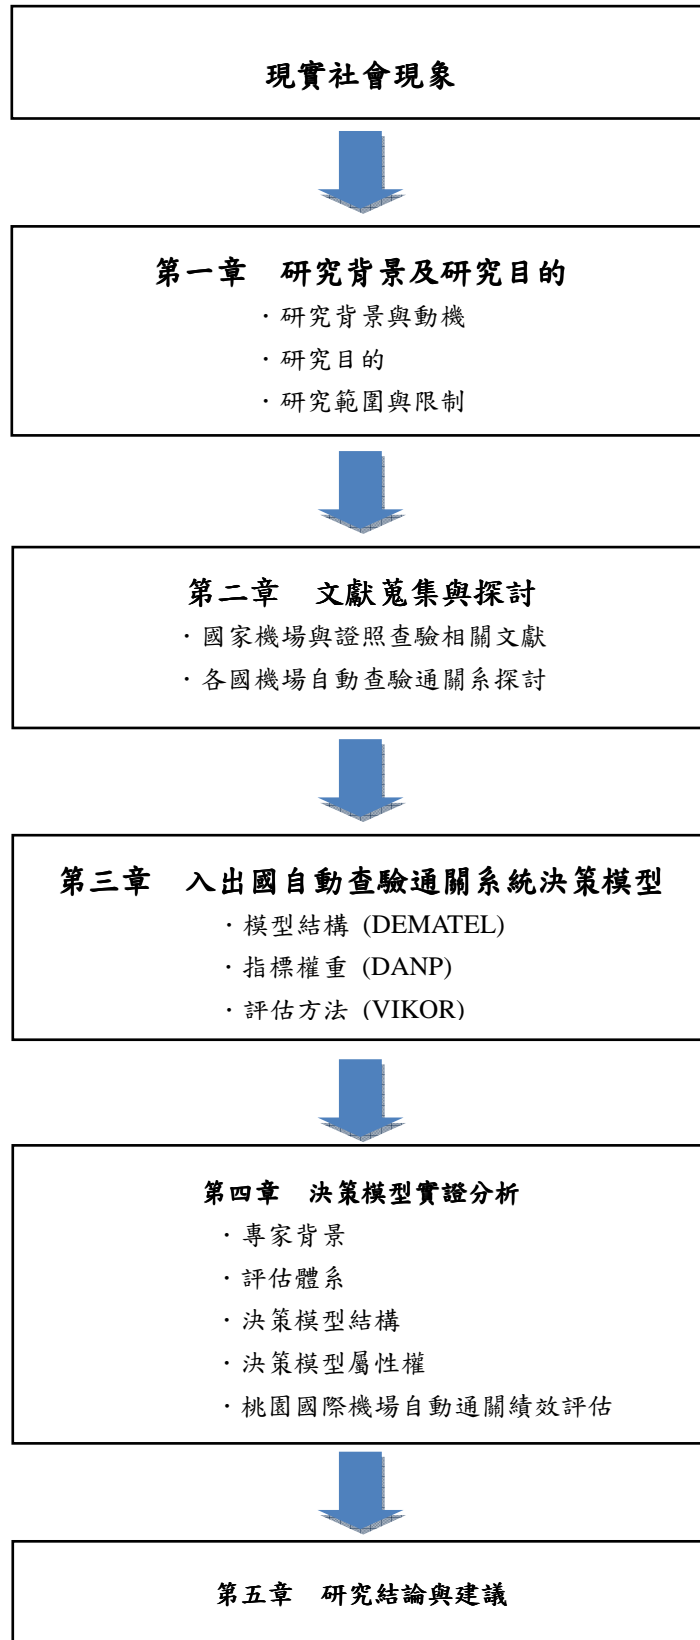 現實社會現象
第一章　研究背景及研究目的
．研究背景與動機
．研究目的
．研究範圍與限制
第二章　文獻蒐集與探討
．國家機場與證照查驗相關文獻
．各國機場自動查驗通關系探討
第三章　入出國自動查驗通關系統決策模型
．模型結構 (DEMATEL)
．指標權重 (DANP)
．評估方法 (VIKOR)
第四章　決策模型實證分析
．專家背景
．評估體系
．決策模型結構
．決策模型屬性權
．桃園國際機場自動通關績效評估
第五章　研究結論與建議